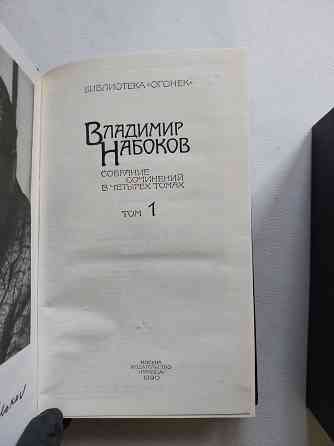 БИБЛИОТЕКА «ОГОНЕК»
ВЛАДИМИР
НАБОКОВ
СОБРАНИЕ
СОЧИНЕНИЙ
В ЧЕТЫРЕХ ТОМАХ
ТОМ 1
МОСКВА
ИЗДАТЕЛЬСТВО
«ПРАВДА»
1990